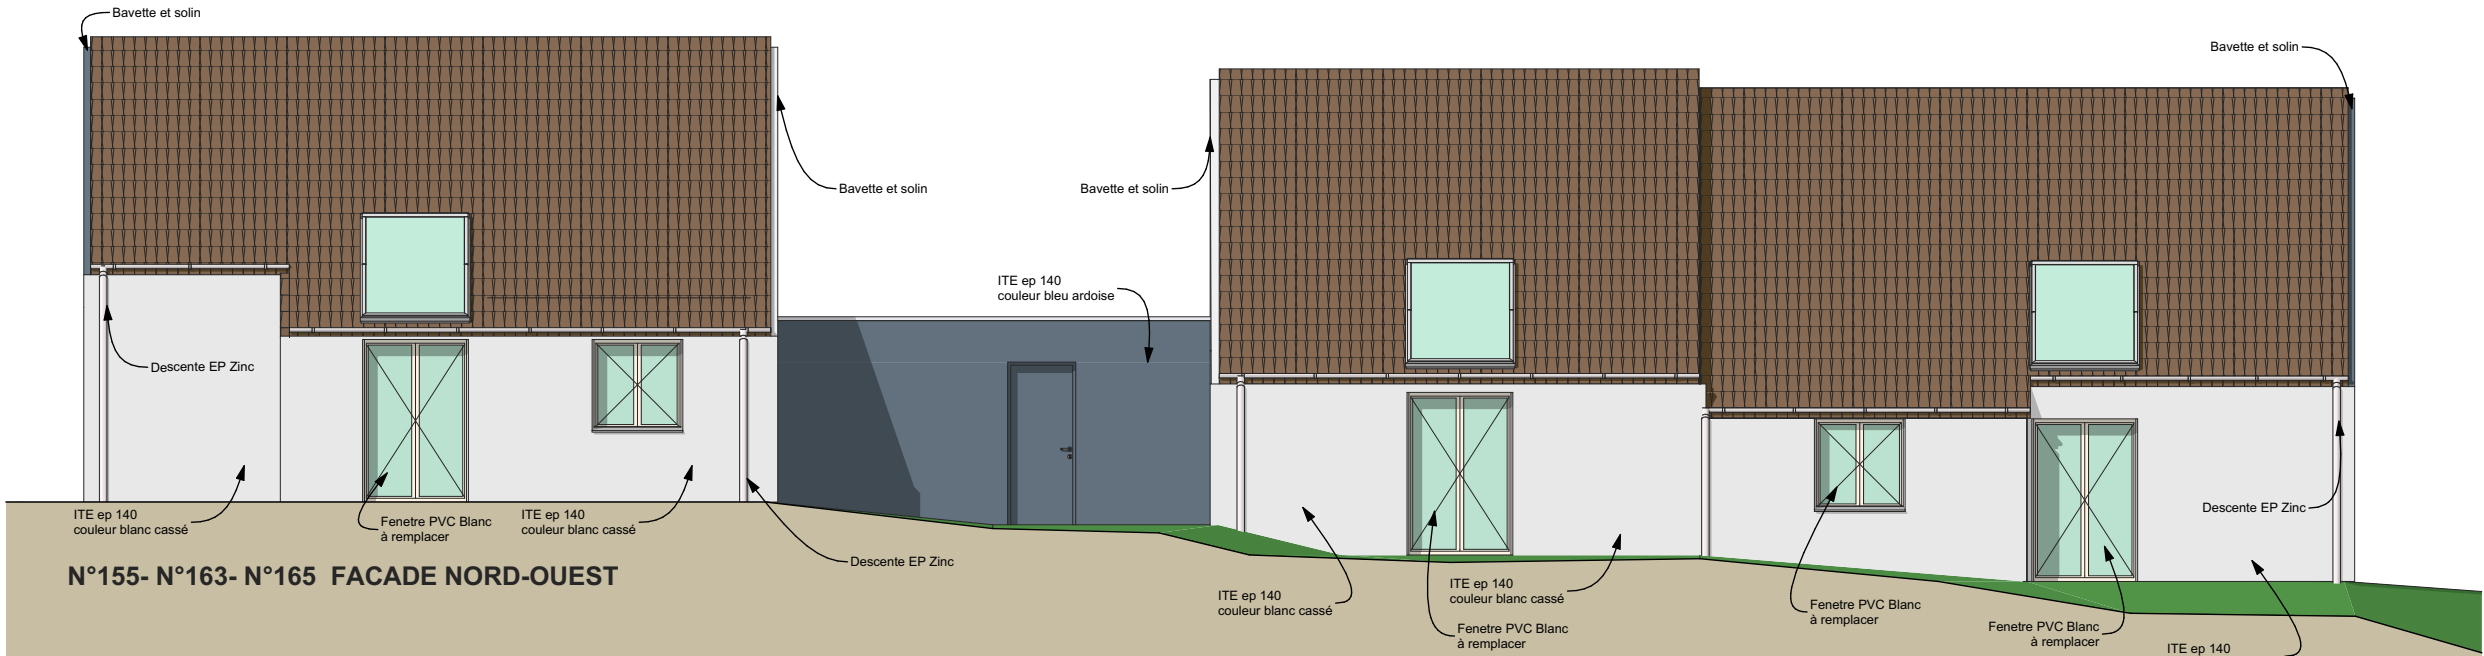 Bavette et solin
Bavette et solin
Bavette et solin
Bavette et solin
ITE ep 140
couleur bleu ardoise
Descente EP Zinc
ITE ep 140
couleur blanc cassé
Fenetre PVC Blanc
à remplacer
ITE ep 140
couleur blanc cassé
Descente EP Zinc
Descente EP Zinc
N°155- N°163- N°165 FACADE NORD-OUEST
ITE ep 140
couleur blanc cassé
ITE ep 140
couleur blanc cassé
Fenetre PVC Blanc
à remplacer
Fenetre PVC Blanc
à remplacer
Fenetre PVC Blanc
à remplacer
ITE ep 140